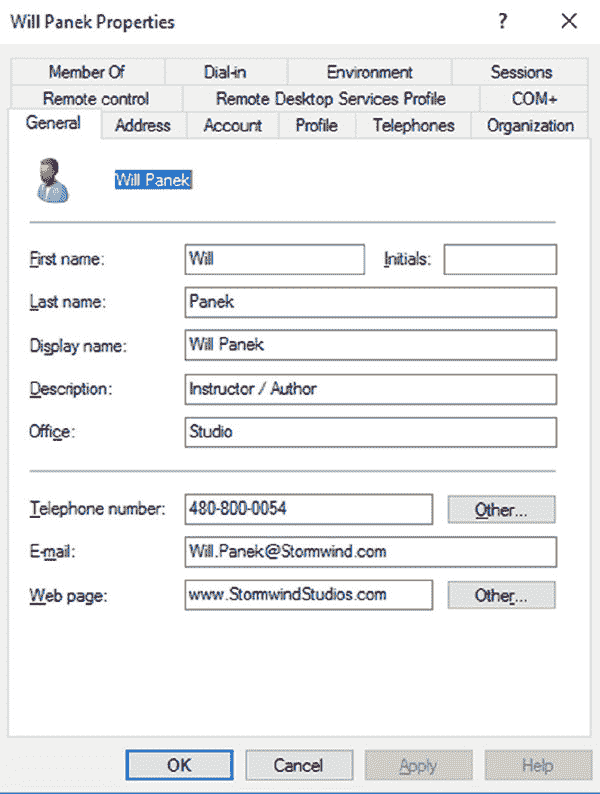 Will Panek Properties ?
Member Of Dial-in Environment Sessions
Remote control Remote Desktop Services Profile COM+
General Address Account Profile Telephones Organization
Will Panek
First name: Will Initials:
Last name: Panek
Display name: Will Panek
Description: Instructor / Author
Office: Studio
Telephone number: 480-800-0054 Other...
E-mail: Will.Panek@Stormwind.com
Web page: www.StormwindStudios.com Other...
OK Cancel Apply Help